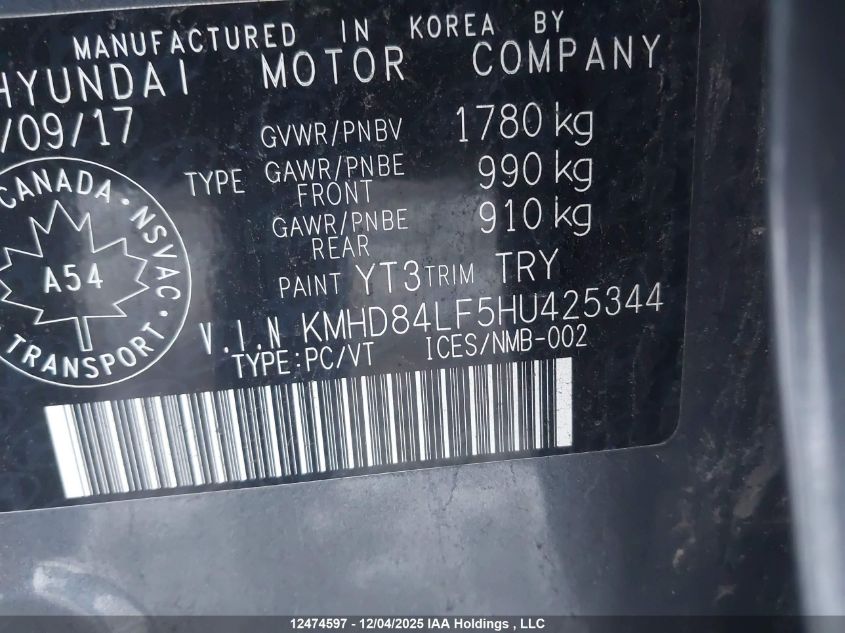 MANUFACTURED IN KOREA BY
HYUNDAI MOTOR COMPANY
/09/17
GVWR/PNBV 1780 kg
TYPE GAWR/PNBE FRONT 990 kg
GAWR/PNBE REAR 910 kg
PAINT YT3 TRIM TRY
V.I.N KMHD84LF5HU425344
TYPE:PC/VT ICES/NMB-002
CANADA · NSVAC
A54
TRANSPORT ·
12474597 - 12/04/2025 IAA Holdings , LLC